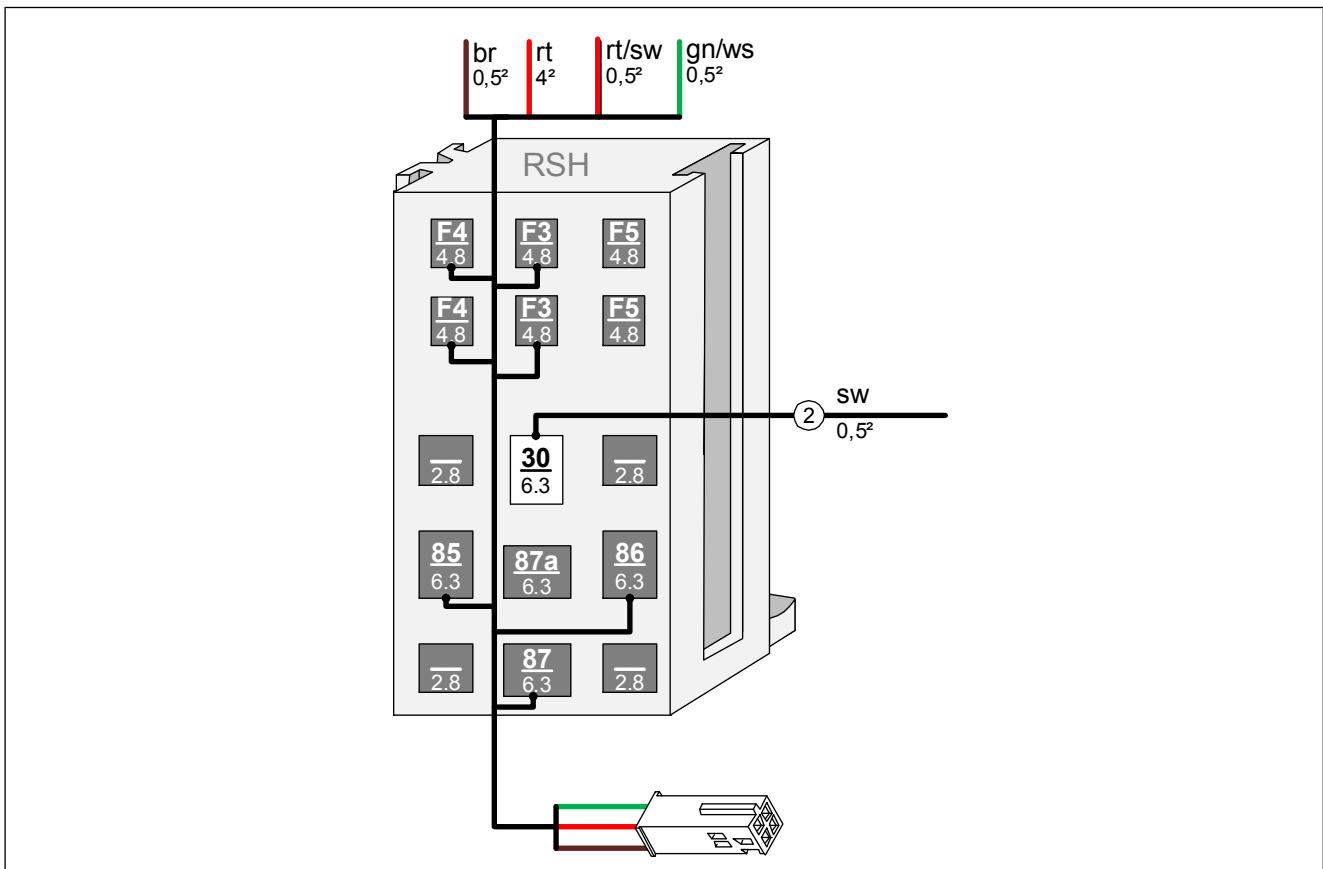 br rt rt/sw gn/ws
0,5² 4² 0,5² 0,5²
RSH
F4 F3 F5
4.8 4.8 4.8
F4 F3 F5
4.8 4.8 4.8
sw
2
0,5²
30
2.8 6.3 2.8
85 87a 86
6.3 6.3 6.3
87
2.8 6.3 2.8